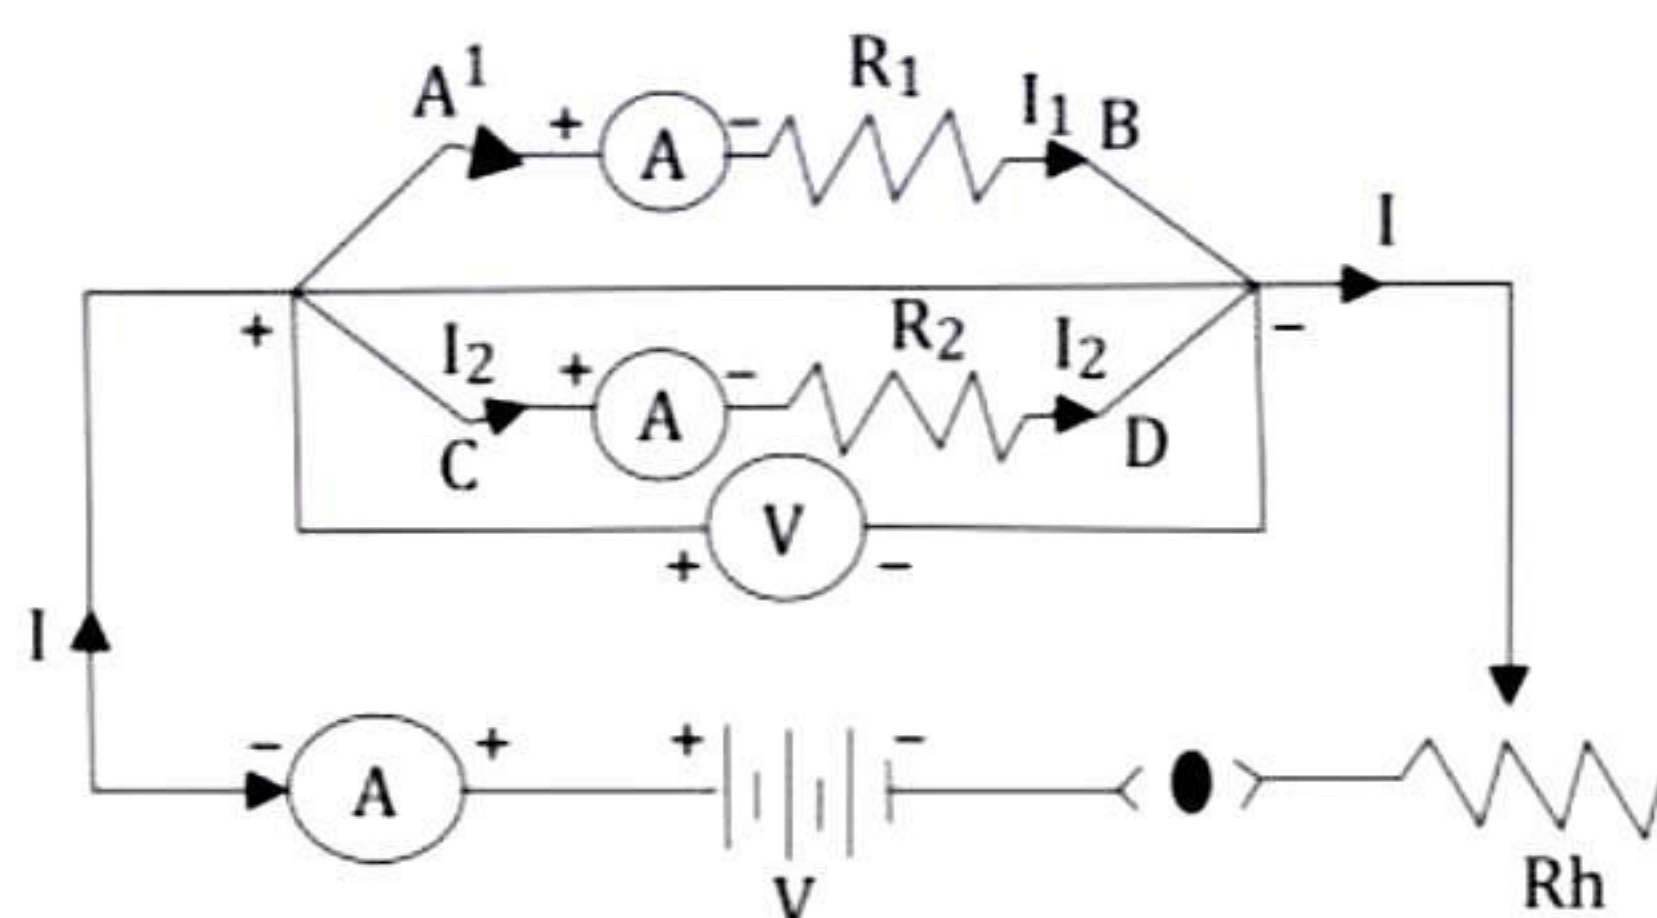 A¹ + A - R₁ I₁ B
I
+ I₂ + A - R₂ I₂ -
C D
+ V -
I
- A + + -
V Rh